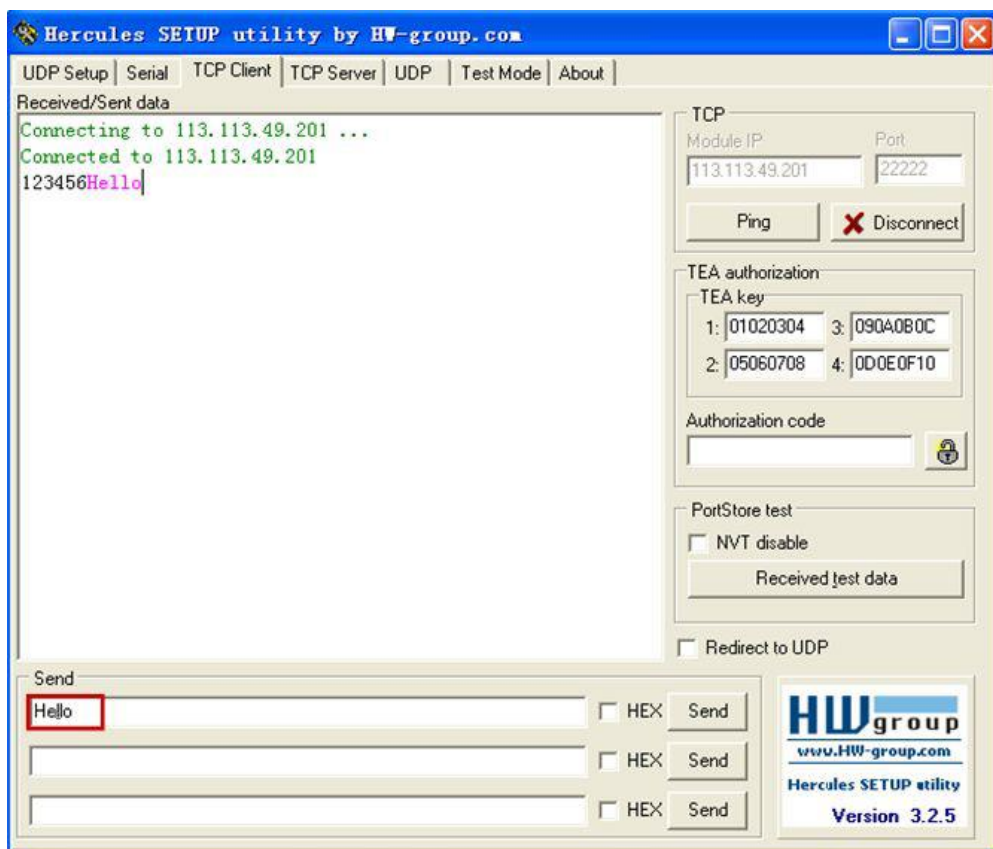 Hercules SETUP utility by HW-group.com
UDP Setup Serial TCP Client TCP Server UDP Test Mode About
Received/Sent data
Connecting to 113.113.49.201 ...
Connected to 113.113.49.201
123456Hello
TCP
Module IP Port
113.113.49.201 22222
Ping Disconnect
TEA authorization
TEA key
1: 01020304 3: 090A0B0C
2: 05060708 4: 0D0E0F10
Authorization code
PortStore test
NVT disable
Received test data
Redirect to UDP
Send
Hello HEX Send
HEX Send
HEX Send
HW group
www.HW-group.com
Hercules SETUP utility
Version 3.2.5